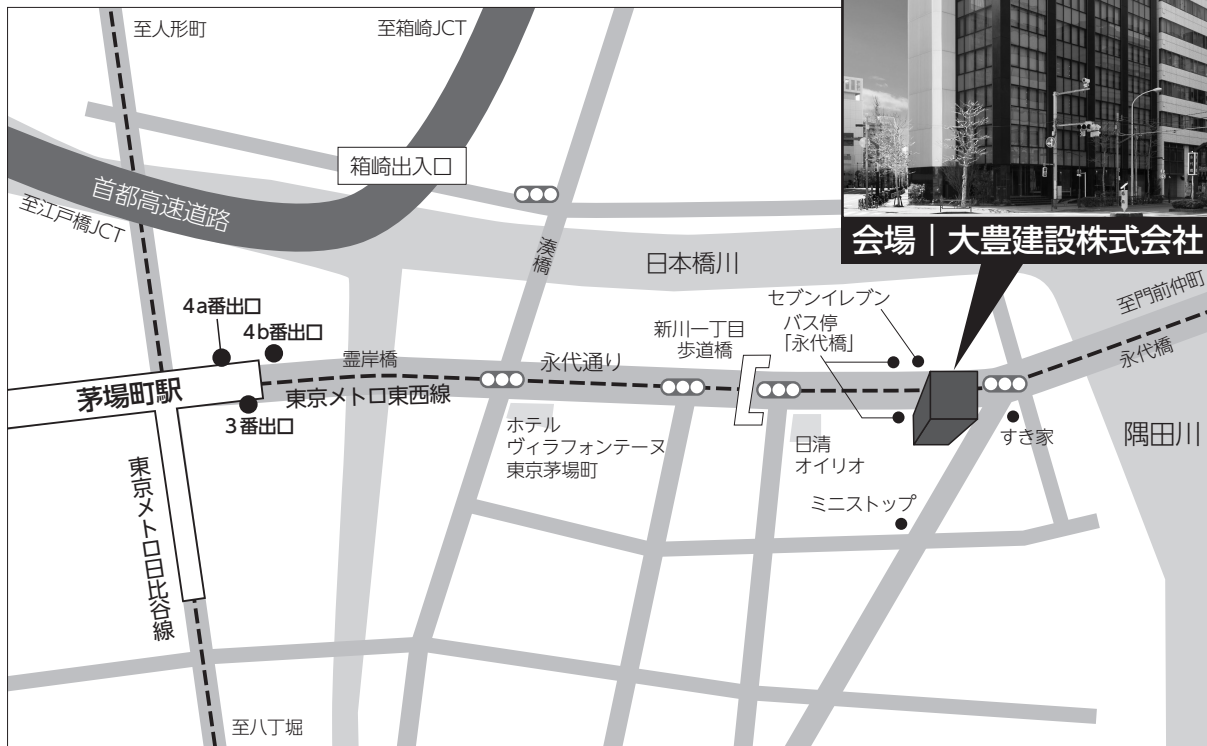 至人形町
至箱崎JCT
箱崎出入口
首都高速道路
至江戸橋JCT
湊橋
日本橋川
会場｜大豊建設株式会社
4a番出口
4b番出口
セブンイレブン
バス停
「永代橋」
至門前仲町
新川一丁目
歩道橋
霊岸橋
永代通り
永代橋
茅場町駅
東京メトロ東西線
3番出口
ホテル
ヴィラフォンテーヌ
東京茅場町
日清
オイリオ
すき家
隅田川
ミニストップ
東京メトロ日比谷線
至八丁堀